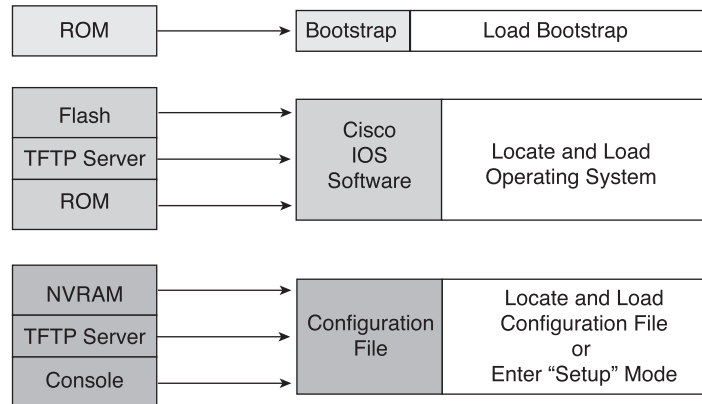 ROM
Bootstrap
Load Bootstrap
Flash
TFTP Server
ROM
Cisco
IOS
Software
Locate and Load
Operating System
NVRAM
TFTP Server
Console
Configuration
File
Locate and Load
Configuration File
or
Enter “Setup” Mode